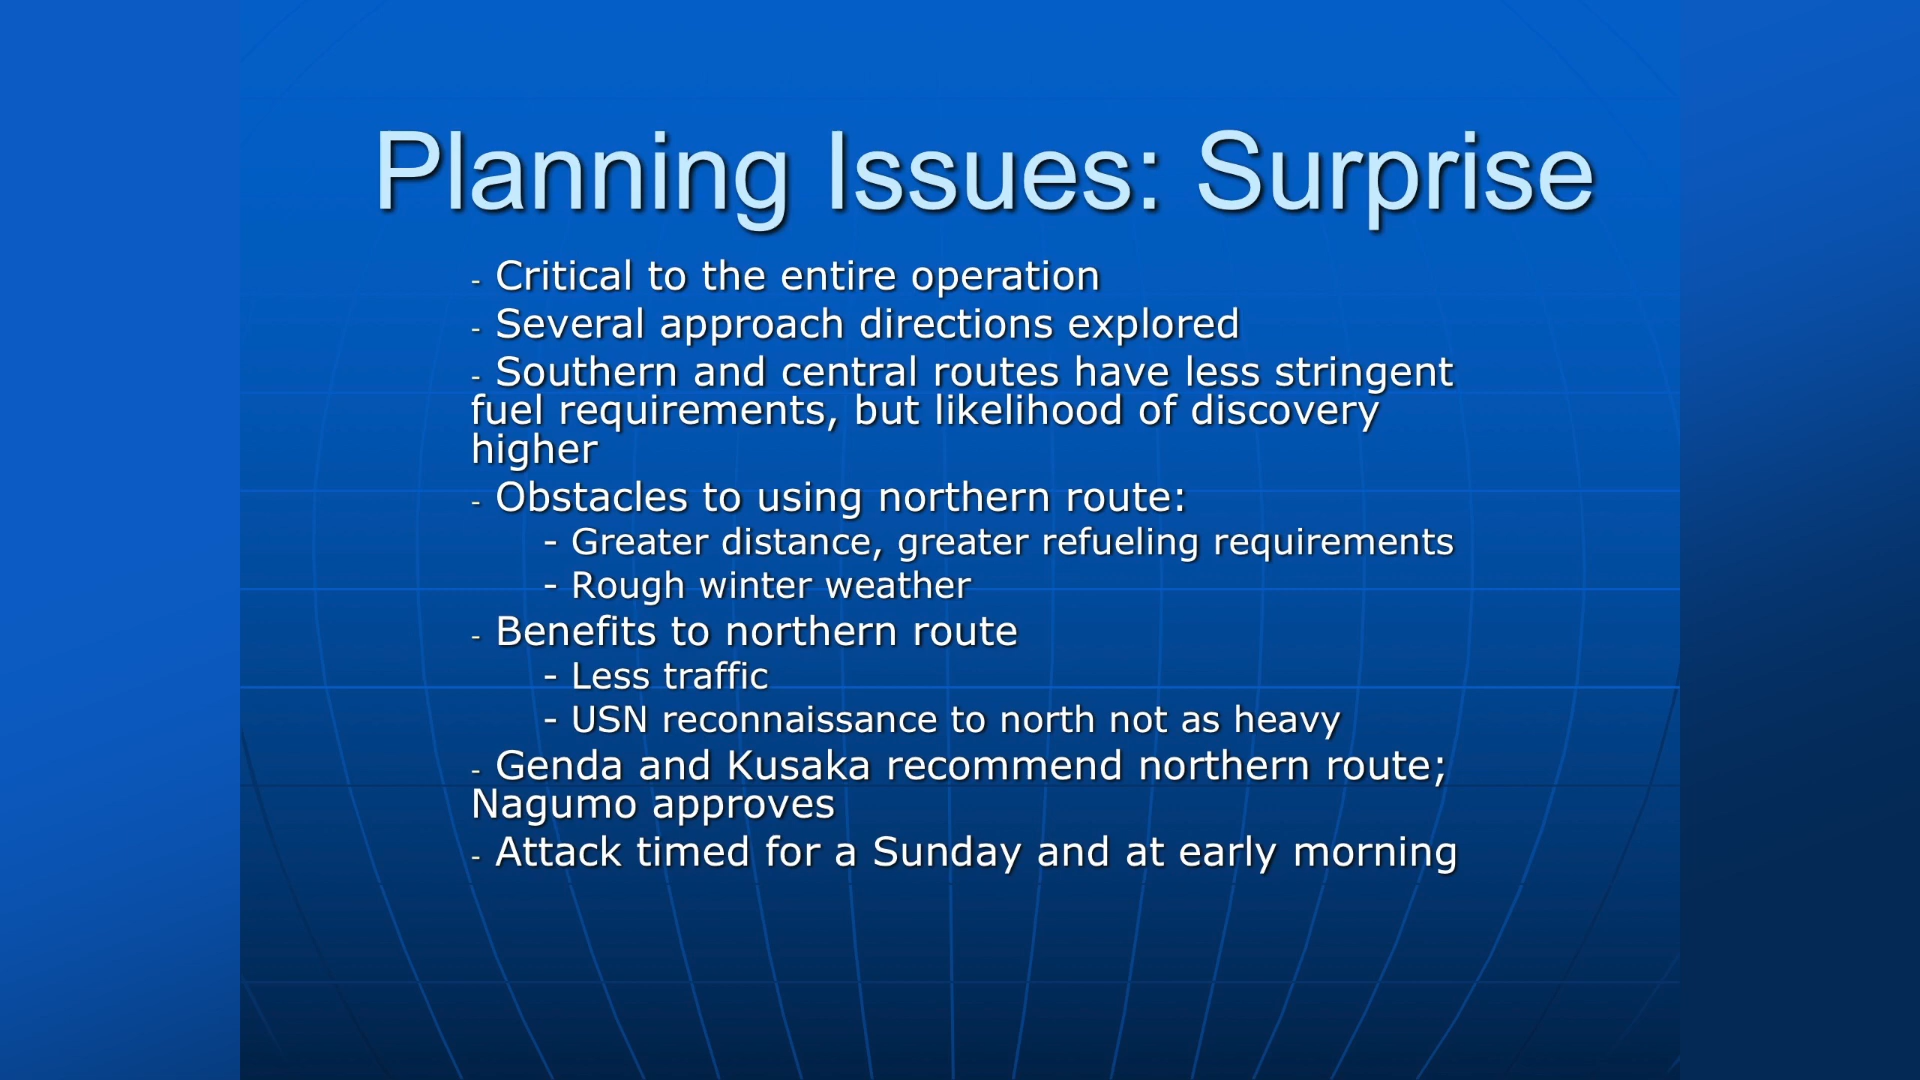 Planning Issues: Surprise
- Critical to the entire operation
- Several approach directions explored
- Southern and central routes have less stringent
fuel requirements, but likelihood of discovery
higher
- Obstacles to using northern route:
- Greater distance, greater refueling requirements
- Rough winter weather
- Benefits to northern route
- Less traffic
- USN reconnaissance to north not as heavy
- Genda and Kusaka recommend northern route;
Nagumo approves
- Attack timed for a Sunday and at early morning